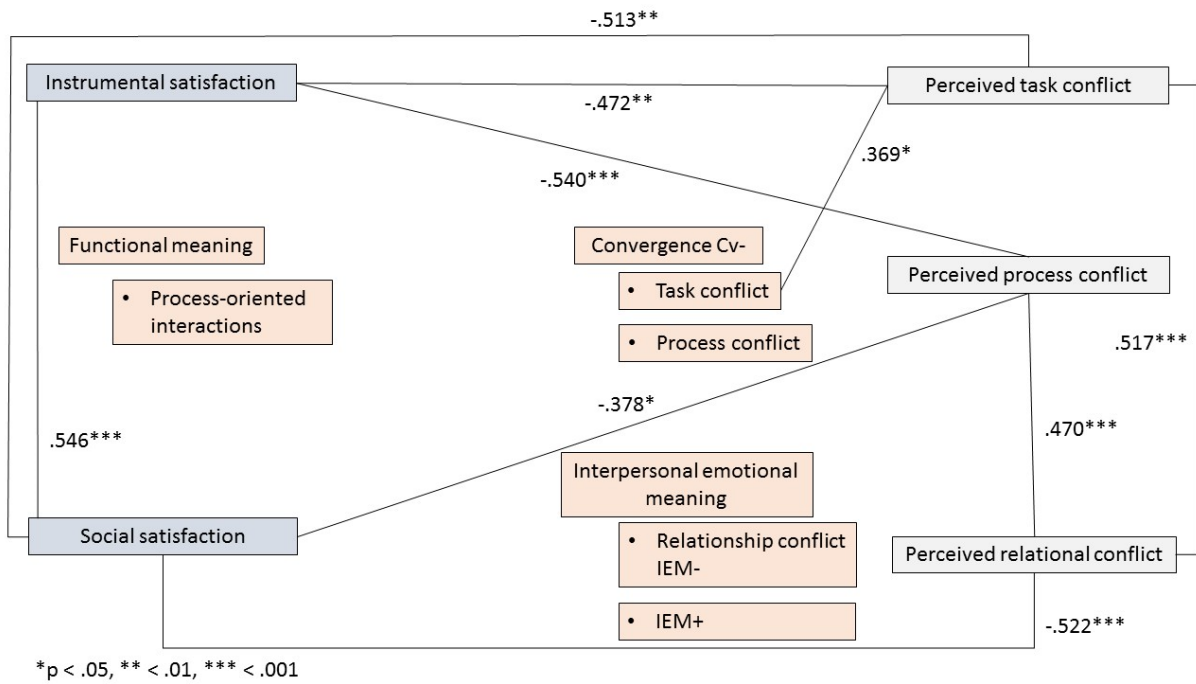 -.513**
Instrumental satisfaction
Perceived task conflict
-.472**
.369*
-.540***
Functional meaning
Convergence Cv-
Perceived process conflict
• Process-oriented
interactions
• Task conflict
• Process conflict
.517***
-.378*
.546***
.470***
Interpersonal emotional
meaning
Social satisfaction
• Relationship conflict
IEM-
Perceived relational conflict
• IEM+
-.522***
*p < .05, ** < .01, *** < .001